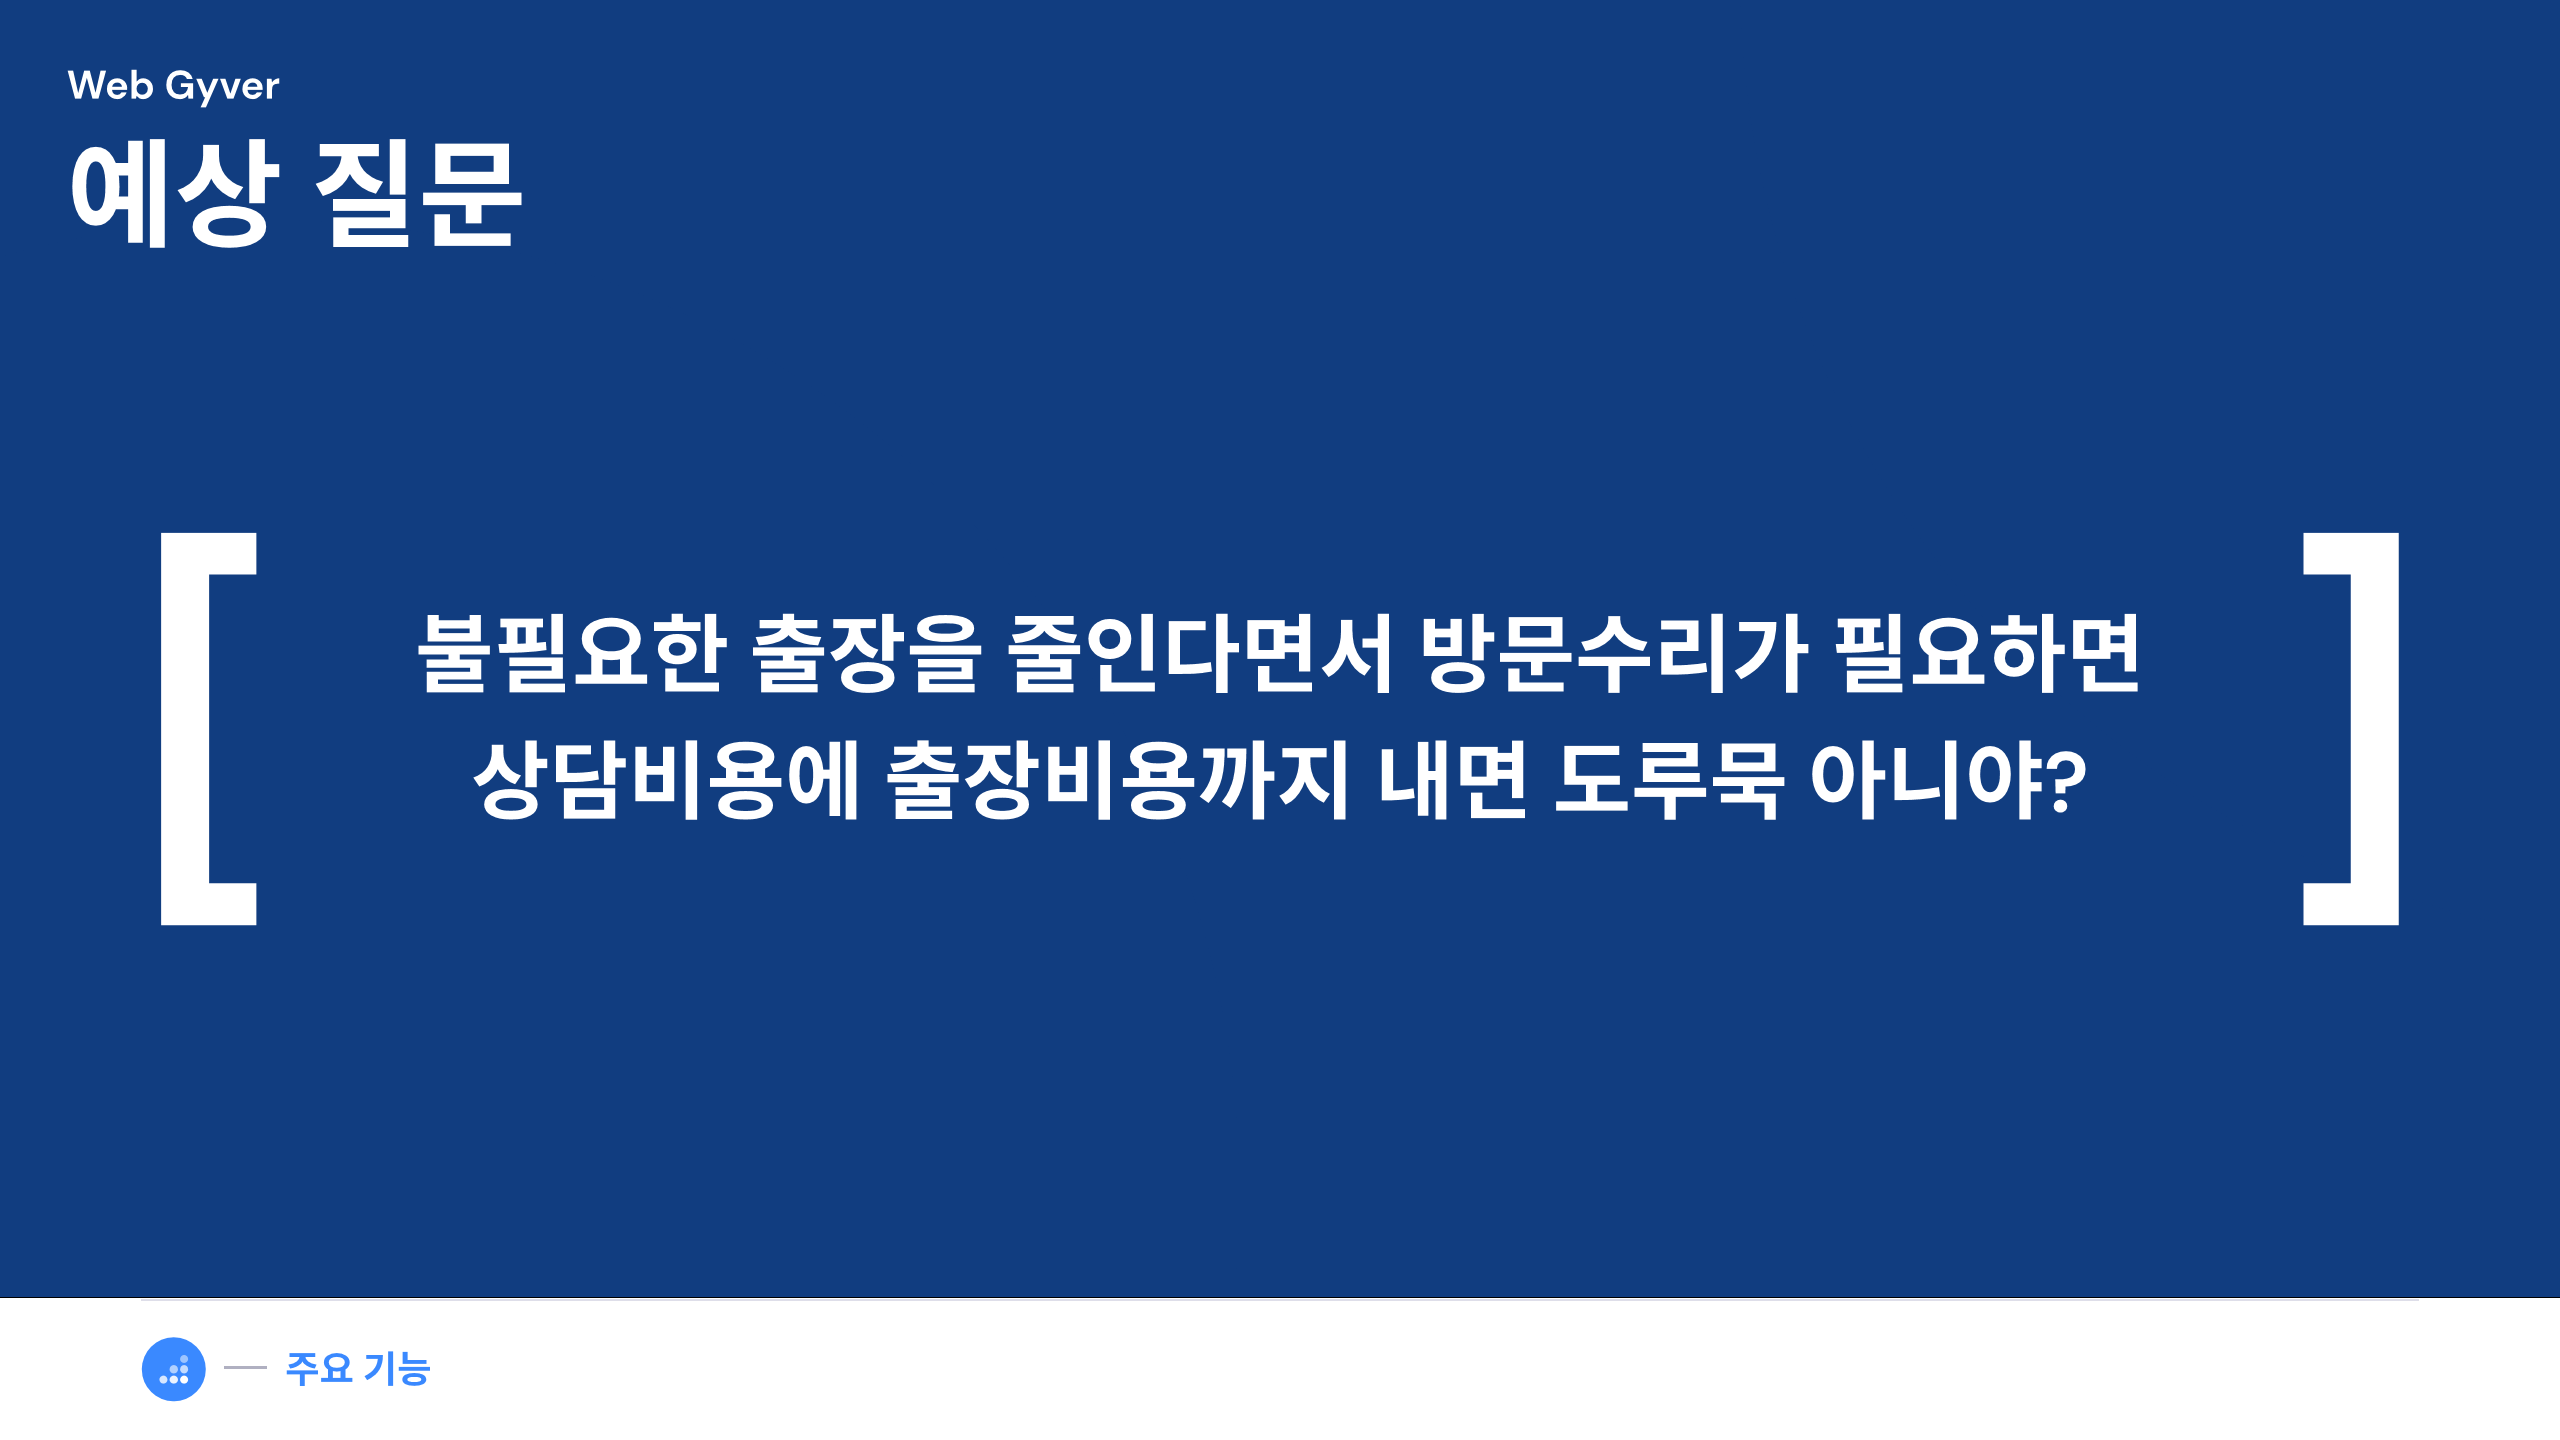 Web Gyver
예상 질문
[ 불필요한 출장을 줄인다면서 방문수리가 필요하면
상담비용에 출장비용까지 내면 도루묵 아니야? ]
주요 기능